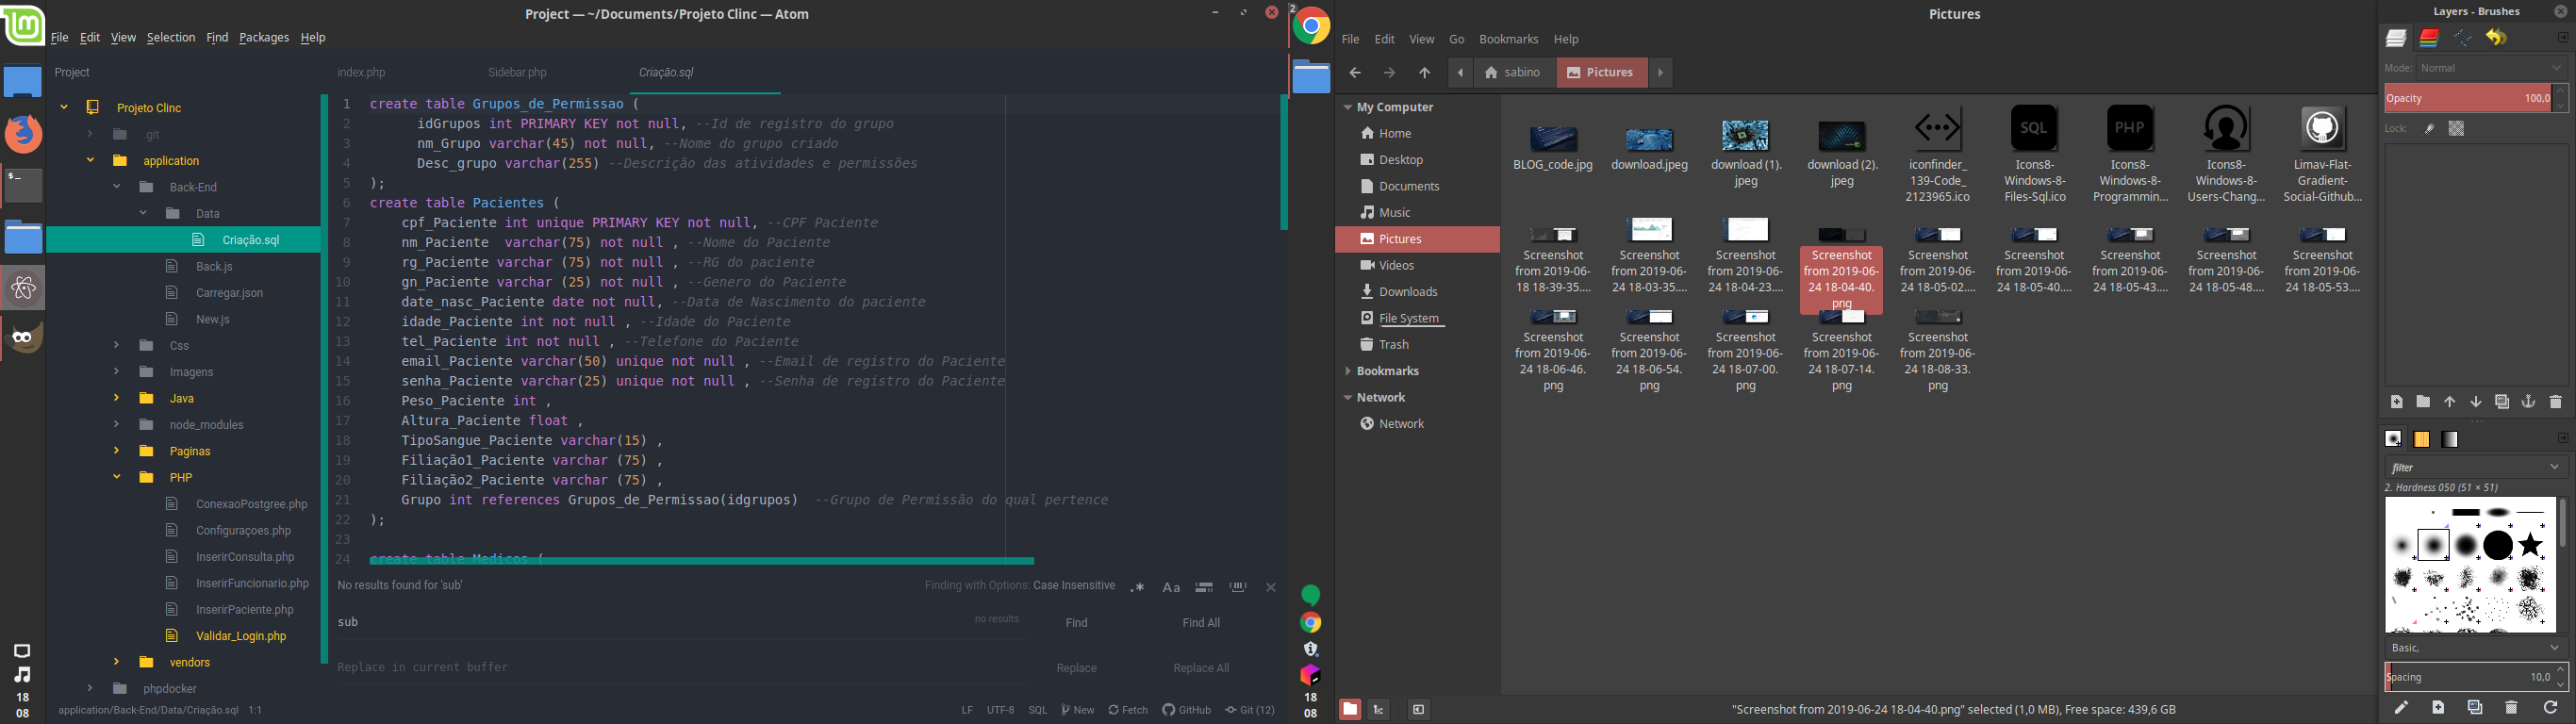 Project — ~/Documents/Projeto Clinc — Atom
File Edit View Selection Find Packages Help
Project
index.php Sidebar.php Criação.sql
Projeto Clinc
.git
application
Back-End
Data
Criação.sql
Back.js
Carregar.json
New.js
Css
Imagens
Java
node_modules
Paginas
PHP
ConexaoPostgree.php
Configuraçoes.php
InserirConsulta.php
InserirFuncionario.php
InserirPaciente.php
Validar_Login.php
vendors
phpdocker
1 create table Grupos_de_Permissao (
2 idGrupos int PRIMARY KEY not null, --Id de registro do grupo
3 nm_Grupo varchar(45) not null, --Nome do grupo criado
4 Desc_grupo varchar(255) --Descrição das atividades e permissões
5 );
6 create table Pacientes (
7 cpf_Paciente int unique PRIMARY KEY not null, --CPF Paciente
8 nm_Paciente varchar(75) not null , --Nome do Paciente
9 rg_Paciente varchar (75) not null , --RG do paciente
10 gn_Paciente varchar (25) not null , --Genero do Paciente
11 date_nasc_Paciente date not null, --Data de Nascimento do paciente
12 idade_Paciente int not null , --Idade do Paciente
13 tel_Paciente int not null , --Telefone do Paciente
14 email_Paciente varchar(50) unique not null , --Email de registro do Paciente
15 senha_Paciente varchar(25) unique not null , --Senha de registro do Paciente
16 Peso_Paciente int ,
17 Altura_Paciente float ,
18 TipoSangue_Paciente varchar(15) ,
19 Filiação1_Paciente varchar (75) ,
20 Filiação2_Paciente varchar (75) ,
21 Grupo int references Grupos_de_Permissao(idgrupos) --Grupo de Permissão do qual pertence
22 );
23
24 create table Medicos (
No results found for 'sub'
Finding with Options: Case Insensitive
.* Aa
sub
no results
Find Find All
Replace in current buffer
Replace Replace All
application/Back-End/Data/Criação.sql 1:1
LF UTF-8 SQL New Fetch GitHub Git (12)
18
08
2
18
08
Pictures
File Edit View Go Bookmarks Help
sabino Pictures
My Computer
Home
Desktop
Documents
Music
Pictures
Videos
Downloads
File System
Trash
Bookmarks
Network
Network
SQL
PHP
BLOG_code.jpg
download.jpeg
download (1).
jpeg
download (2).
jpeg
iconfinder_
139-Code_
2123965.ico
Icons8-
Windows-8-
Files-Sql.ico
Icons8-
Windows-8-
Programmin...
Icons8-
Windows-8-
Users-Chang...
Limav-Flat-
Gradient-
Social-Github...
Screenshot
from 2019-06-
18 18-39-35....
Screenshot
from 2019-06-
24 18-03-35....
Screenshot
from 2019-06-
24 18-04-23....
Screenshot
from 2019-06-
24 18-04-40.
png
Screenshot
from 2019-06-
24 18-05-02....
Screenshot
from 2019-06-
24 18-05-40....
Screenshot
from 2019-06-
24 18-05-43....
Screenshot
from 2019-06-
24 18-05-48....
Screenshot
from 2019-06-
24 18-05-53....
Screenshot
from 2019-06-
24 18-06-46.
png
Screenshot
from 2019-06-
24 18-06-54.
png
Screenshot
from 2019-06-
24 18-07-00.
png
Screenshot
from 2019-06-
24 18-07-14.
png
Screenshot
from 2019-06-
24 18-08-33.
png
"Screenshot from 2019-06-24 18-04-40.png" selected (1,0 MB), Free space: 439,6 GB
Layers - Brushes
Mode: Normal
Opacity 100,0
Lock:
filter
2. Hardness 050 (51 × 51)
Basic,
Spacing 10,0